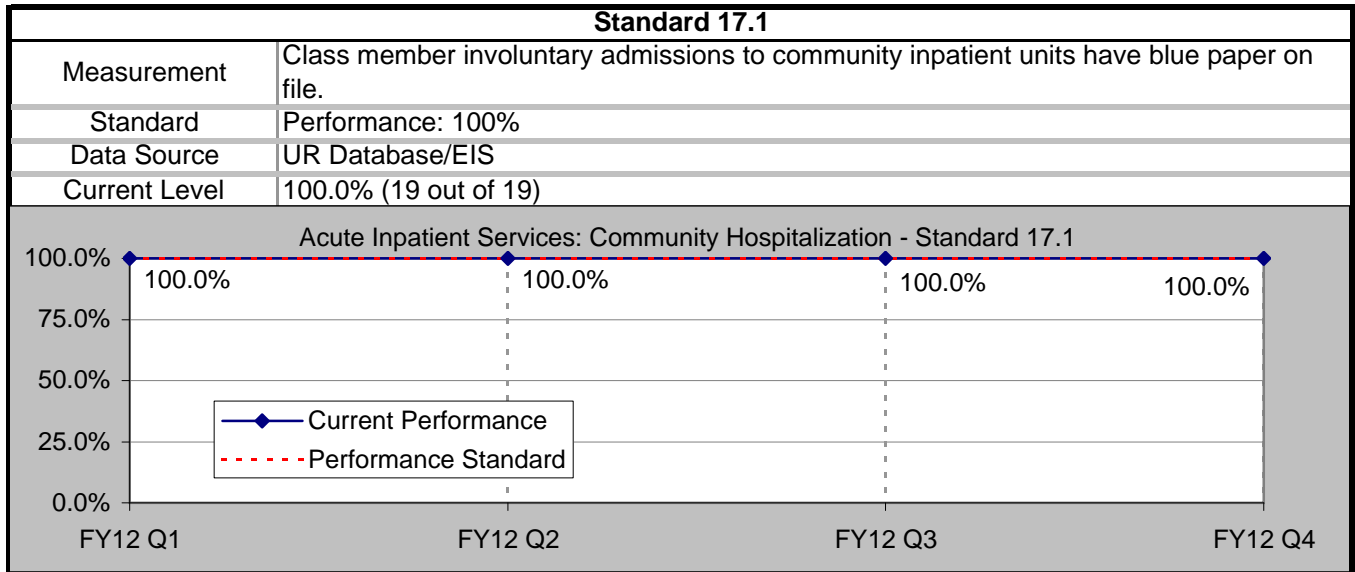 Standard 17.1
Measurement
Class member involuntary admissions to community inpatient units have blue paper on
file.
Standard
Performance: 100%
Data Source
UR Database/EIS
Current Level
100.0% (19 out of 19)
Acute Inpatient Services: Community Hospitalization - Standard 17.1
100.0%
75.0%
50.0%
25.0%
0.0%
100.0%
100.0%
100.0%
100.0%
Current Performance
Performance Standard
FY12 Q1
FY12 Q2
FY12 Q3
FY12 Q4